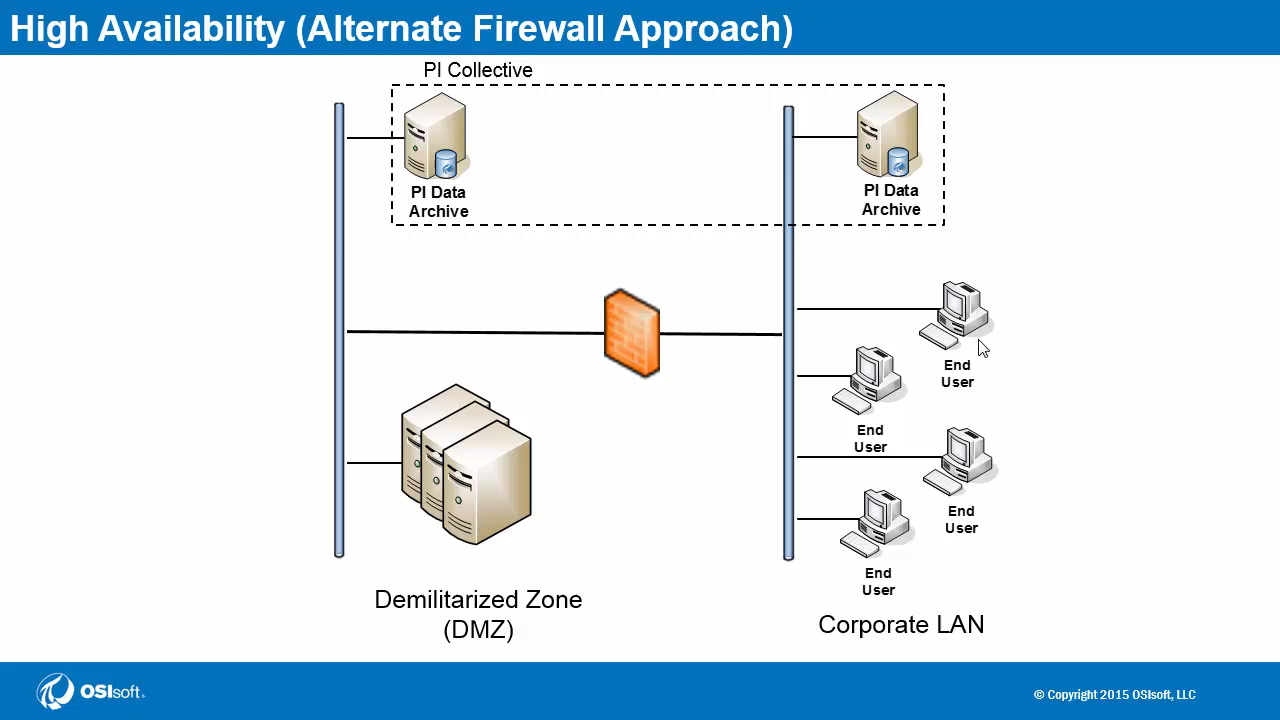 High Availability (Alternate Firewall Approach)
PI Collective
PI Data
Archive
PI Data
Archive
End
User
End
User
End
User
End
User
Demilitarized Zone
(DMZ)
Corporate LAN
OSIsoft.
© Copyright 2015 OSIsoft, LLC